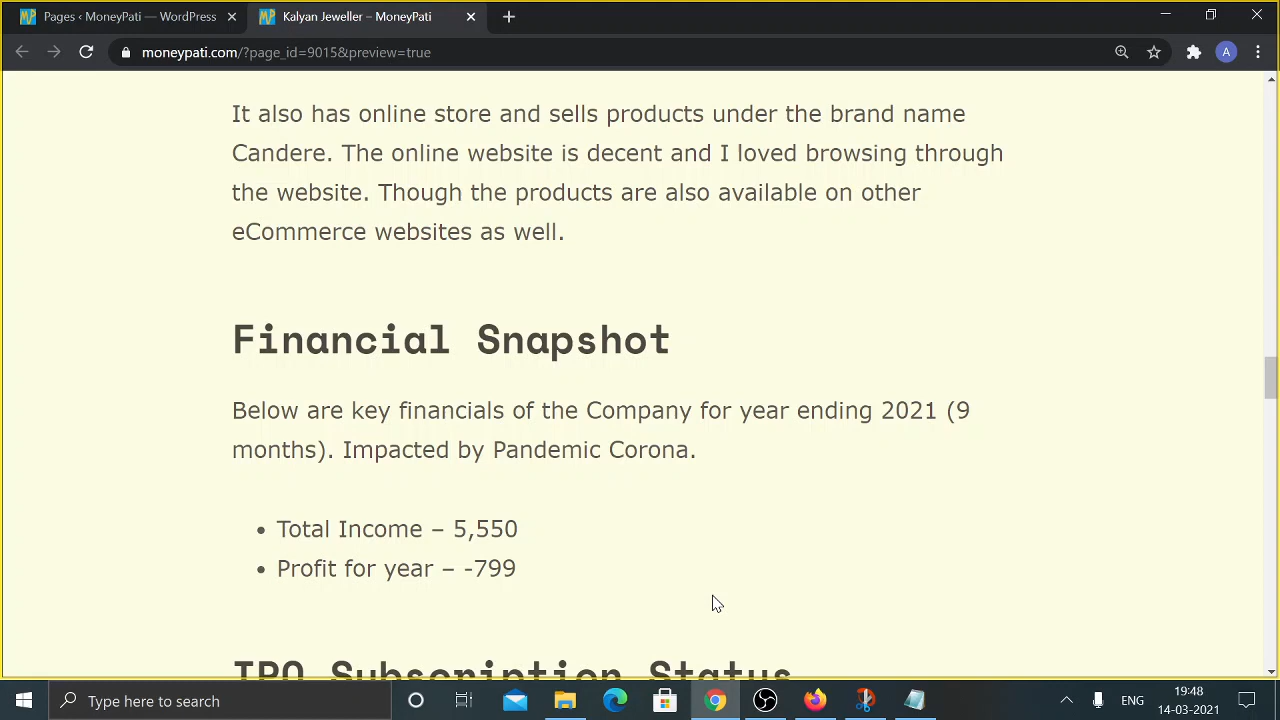 Pages ‹ MoneyPati — WordPress
Kalyan Jeweller – MoneyPati
moneypati.com/?page_id=9015&preview=true
A
It also has online store and sells products under the brand name
Candere. The online website is decent and I loved browsing through
the website. Though the products are also available on other
eCommerce websites as well.
Financial Snapshot
Below are key financials of the Company for year ending 2021 (9
months). Impacted by Pandemic Corona.
• Total Income – 5,550
• Profit for year – -799
IPO Subscription Status
Type here to search
ENG
19:48
14-03-2021